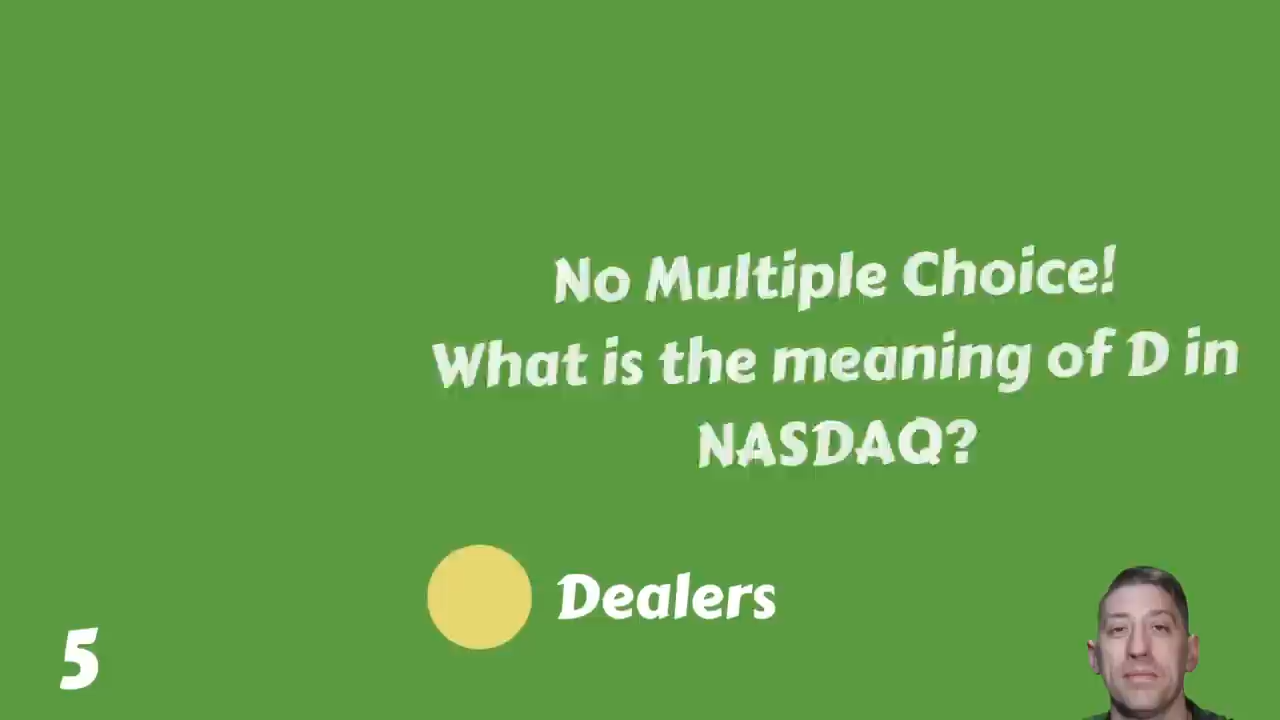 No Multiple Choice!
What is the meaning of D in
NASDAQ?
Dealers
5